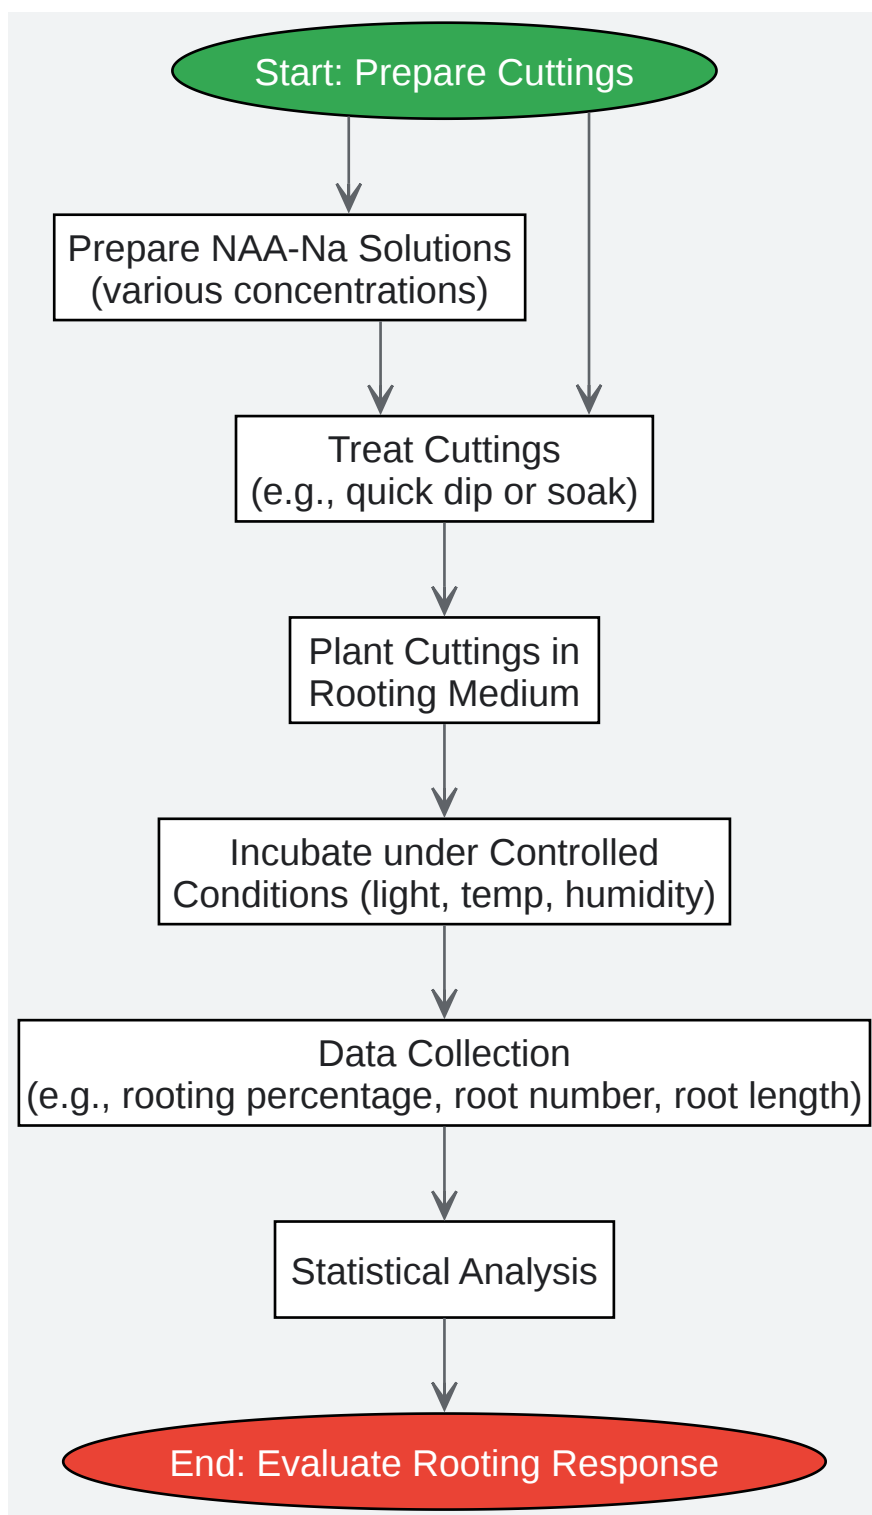 Start: Prepare Cuttings
Prepare NAA-Na Solutions
(various concentrations)
Treat Cuttings
(e.g., quick dip or soak)
Plant Cuttings in
Rooting Medium
Incubate under Controlled
Conditions (light, temp, humidity)
Data Collection
(e.g., rooting percentage, root number, root length)
Statistical Analysis
End: Evaluate Rooting Response